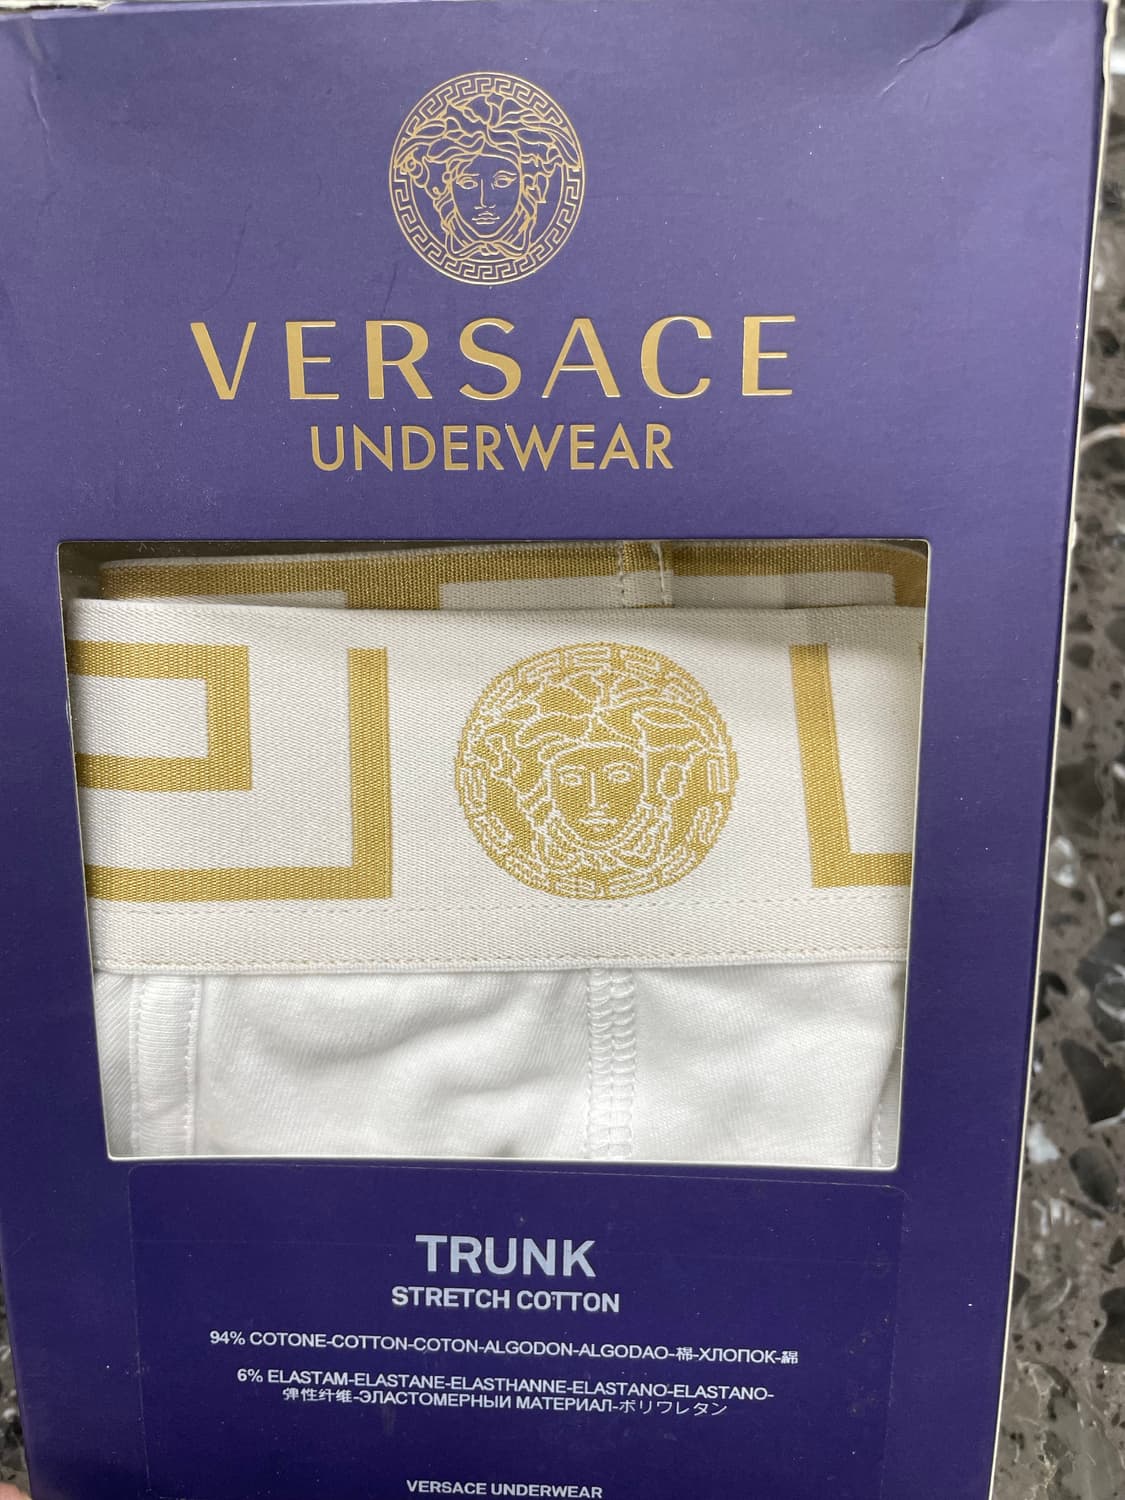 VERSACE
UNDERWEAR
TRUNK
STRETCH COTTON
94% COTONE-COTTON-COTON-ALGODON-ALGODAO-棉-ХЛОПОК-綿
6% ELASTAM-ELASTANE-ELASTHANNE-ELASTANO-ELASTANO-
弹性纤维-ЭЛАСТОМЕРНЫЙ МАТЕРИАЛ-ポリウレタン
VERSACE UNDERWEAR